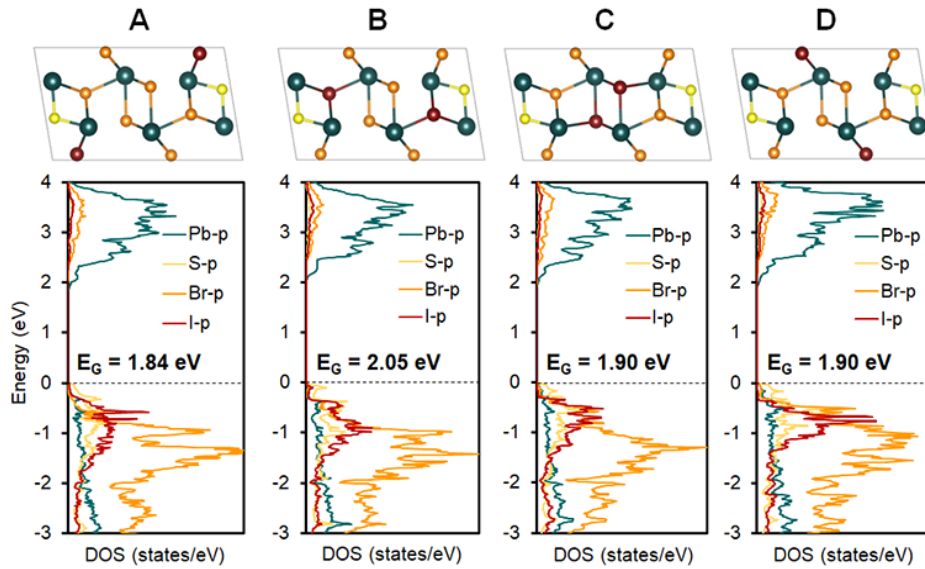 A B C D
4 4 4 4
3 3 3 3
2 2 2 2
1 1 1 1
0 0 0 0
-1 -1 -1 -1
-2 -2 -2 -2
-3 -3 -3 -3
Energy (eV)
Pb-p
S-p
Br-p
I-p
E_G = 1.84 eV
Pb-p
S-p
Br-p
I-p
E_G = 2.05 eV
Pb-p
S-p
Br-p
I-p
E_G = 1.90 eV
Pb-p
S-p
Br-p
I-p
E_G = 1.90 eV
DOS (states/eV) DOS (states/eV) DOS (states/eV) DOS (states/eV)